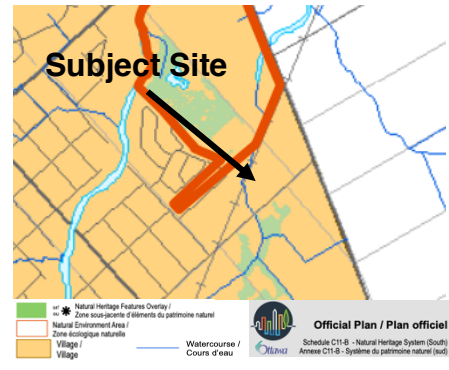 Subject Site
Natural Heritage Features Overlay /
Zone sous-jacente d'éléments du patrimoine naturel
Natural Environment Area /
Zone écologique naturelle
Village /
Village
Watercourse /
Cours d'eau
Ottawa
Official Plan / Plan officiel
Schedule C11-B - Natural Heritage System (South)
Annexe C11-B - Système du patrimoine naturel (sud)